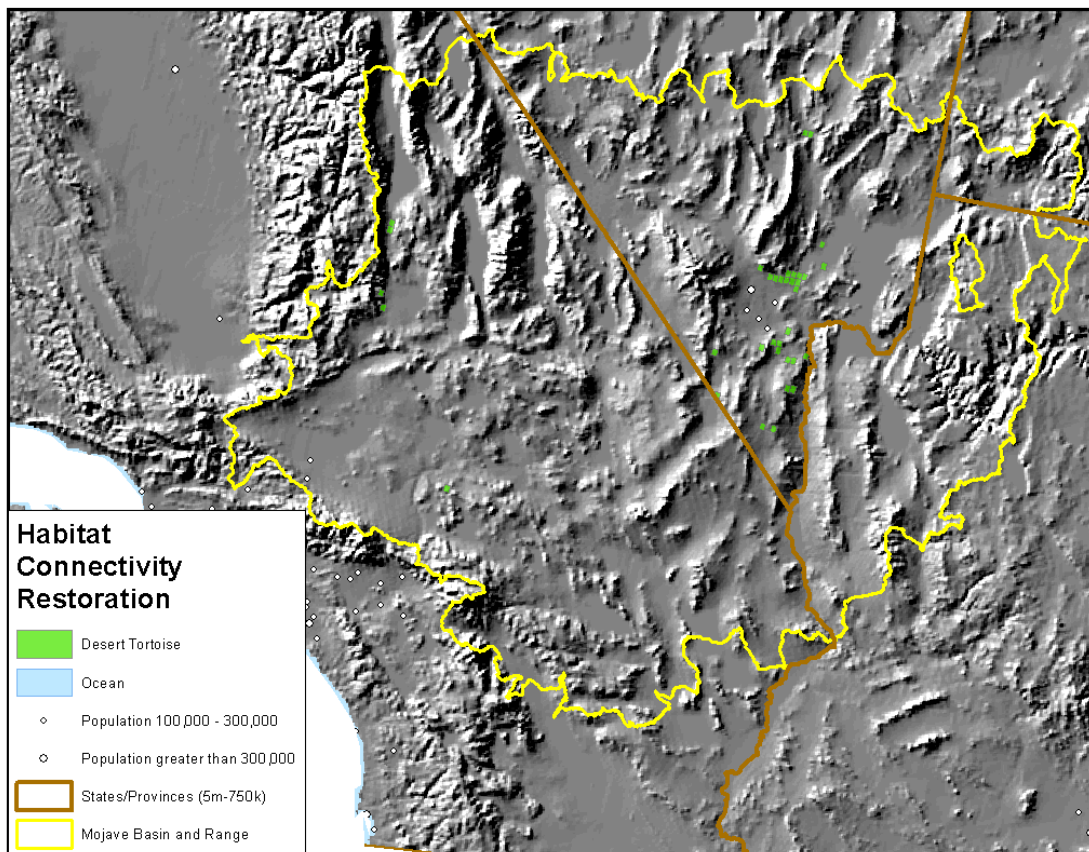 Habitat
Connectivity
Restoration
Desert Tortoise
Ocean
Population 100,000 - 300,000
Population greater than 300,000
States/Provinces (5m-750k)
Mojave Basin and Range